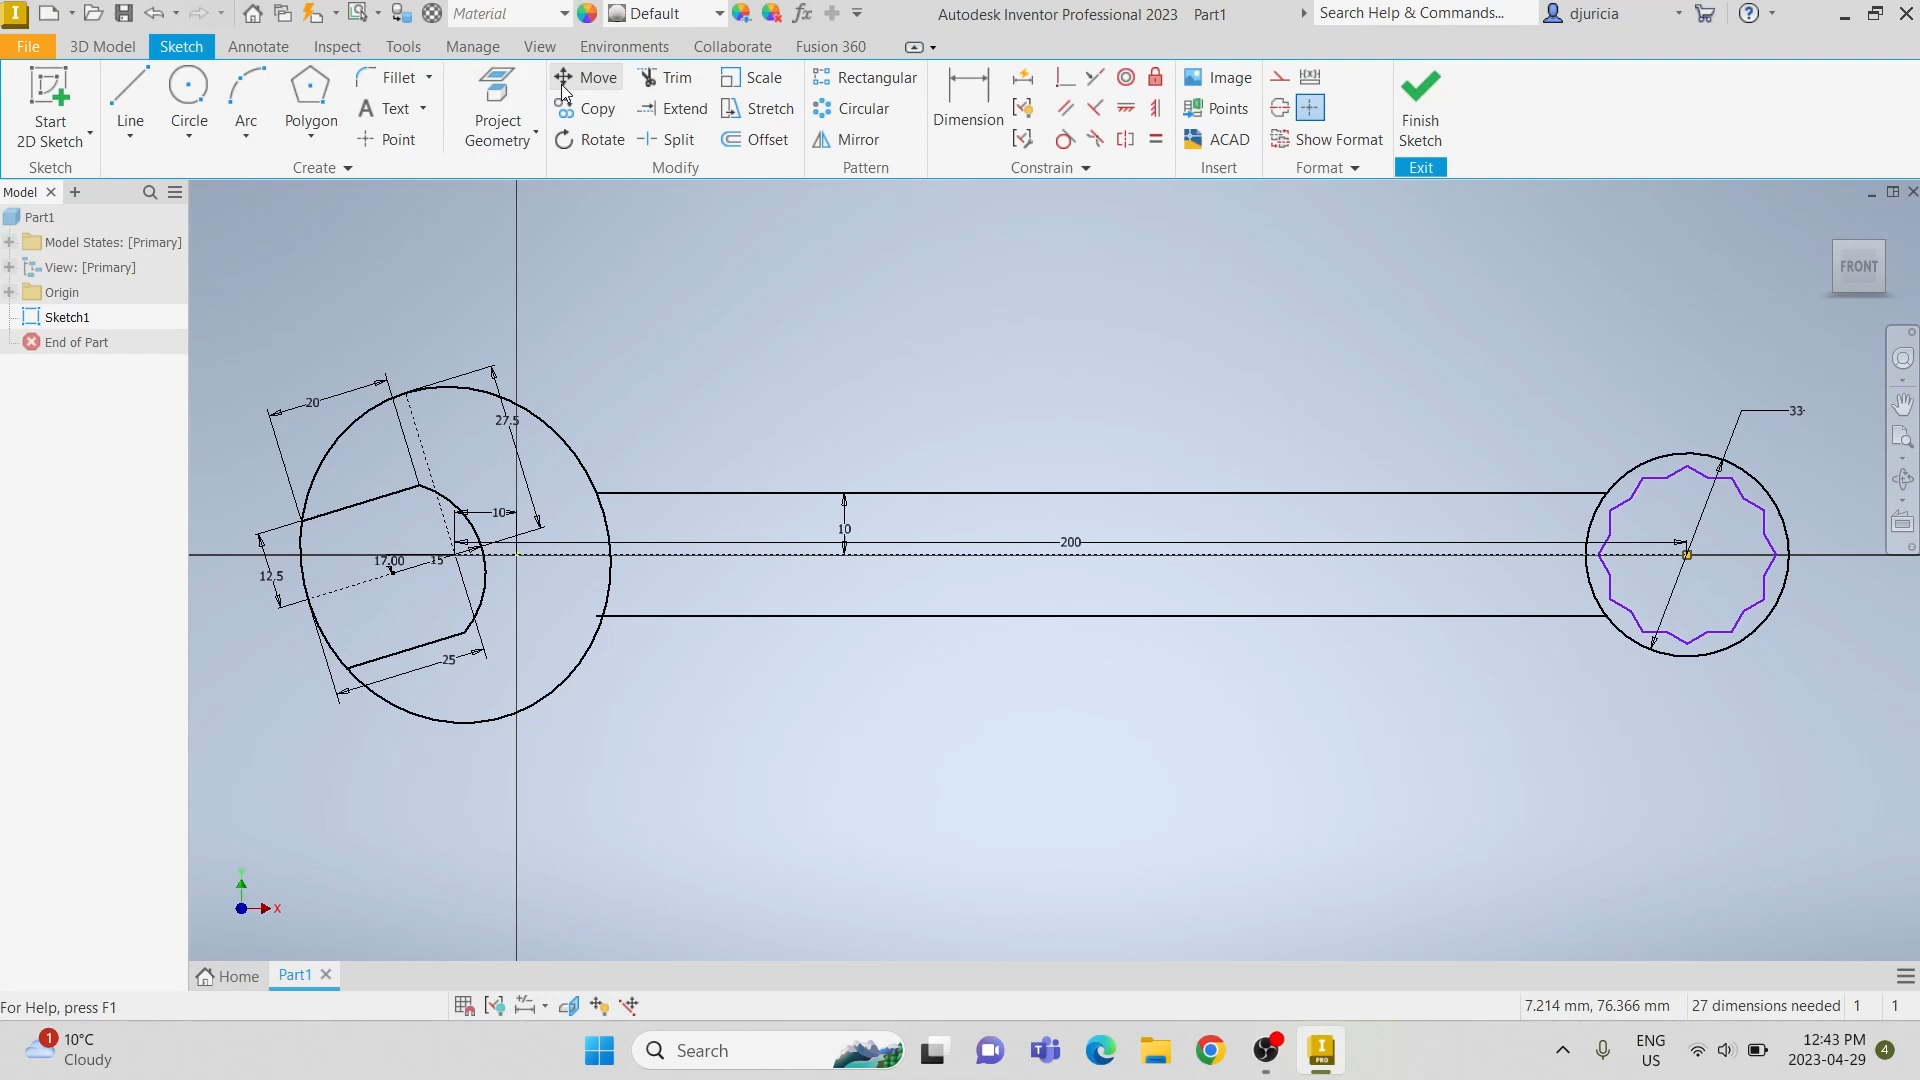 Material
Default
Autodesk Inventor Professional 2023 Part1
Search Help & Commands...
djuricia
File 3D Model Sketch Annotate Inspect Tools Manage View Environments Collaborate Fusion 360
Start
2D Sketch
Sketch
Line
Circle
Arc
Polygon
Fillet
Text
Point
Create
Project
Geometry
Move
Copy
Rotate
Trim
Extend
Split
Scale
Stretch
Offset
Modify
Rectangular
Circular
Mirror
Pattern
Dimension
Constrain
Image
Points
ACAD
Insert
Show Format
Format
Finish
Sketch
Exit
Model
Part1
Model States: [Primary]
View: [Primary]
Origin
Sketch1
End of Part
FRONT
20
27.5
33
10
10
200
17.00
15
12.5
25
Y
X
Home Part1
For Help, press F1
7.214 mm, 76.366 mm 27 dimensions needed 1 1
1
10°C
Cloudy
Search
PRO
ENG
US
12:43 PM
2023-04-29
4